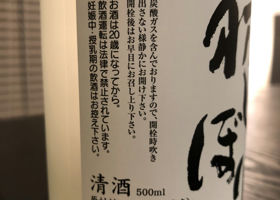 炭酸ガスを含んでおりますので、開栓時吹き
出さない様静かにお開け下さい。
開栓後はお早目にお召し上り下さい。
お酒は20歳になってから。
飲酒運転は法律で禁止されています。
妊娠中・授乳期の飲酒はお控え下さい。
清酒 500ml